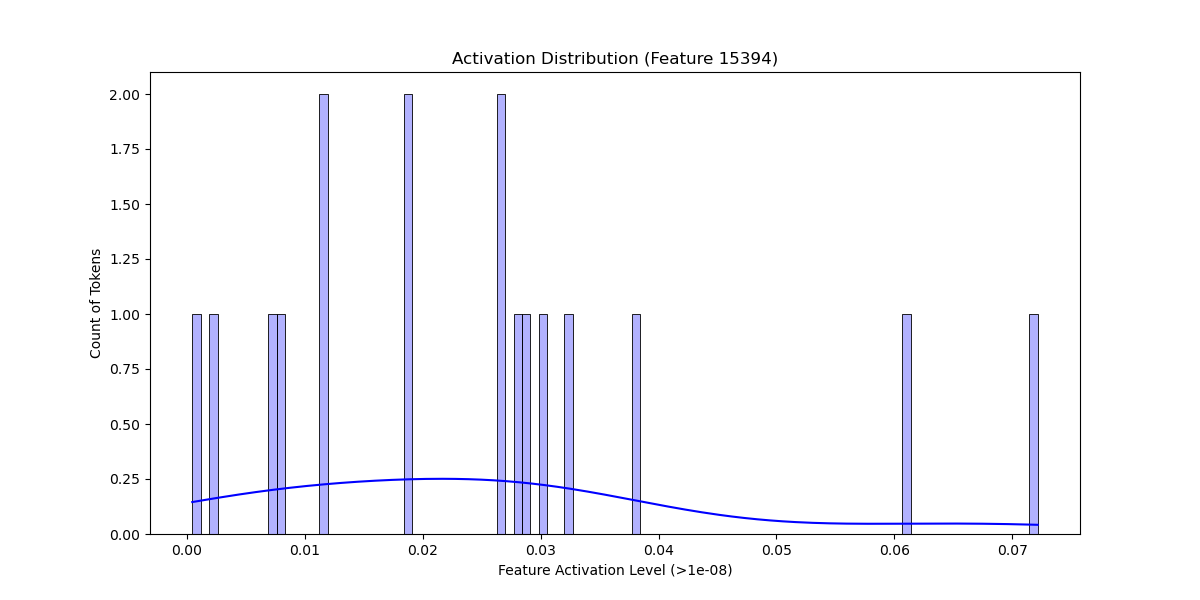 Activation Distribution (Feature 15394)
2.00
1.75
1.50
1.25
1.00
0.75
0.50
0.25
0.00
Count of Tokens
0.00 0.01 0.02 0.03 0.04 0.05 0.06 0.07
Feature Activation Level (>1e-08)